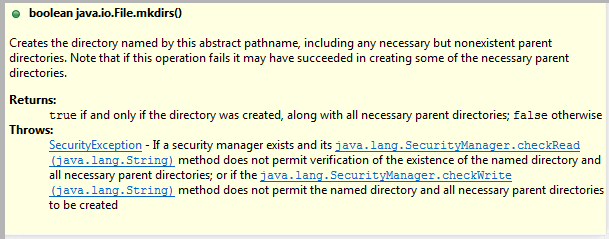 boolean java.io.File.mkdirs()
Creates the directory named by this abstract pathname, including any necessary but nonexistent parent
directories. Note that if this operation fails it may have succeeded in creating some of the necessary parent
directories.
Returns:
true if and only if the directory was created, along with all necessary parent directories; false otherwise
Throws:
SecurityException - If a security manager exists and its java.lang.SecurityManager.checkRead
(java.lang.String) method does not permit verification of the existence of the named directory and
all necessary parent directories; or if the java.lang.SecurityManager.checkWrite
(java.lang.String) method does not permit the named directory and all necessary parent directories
to be created